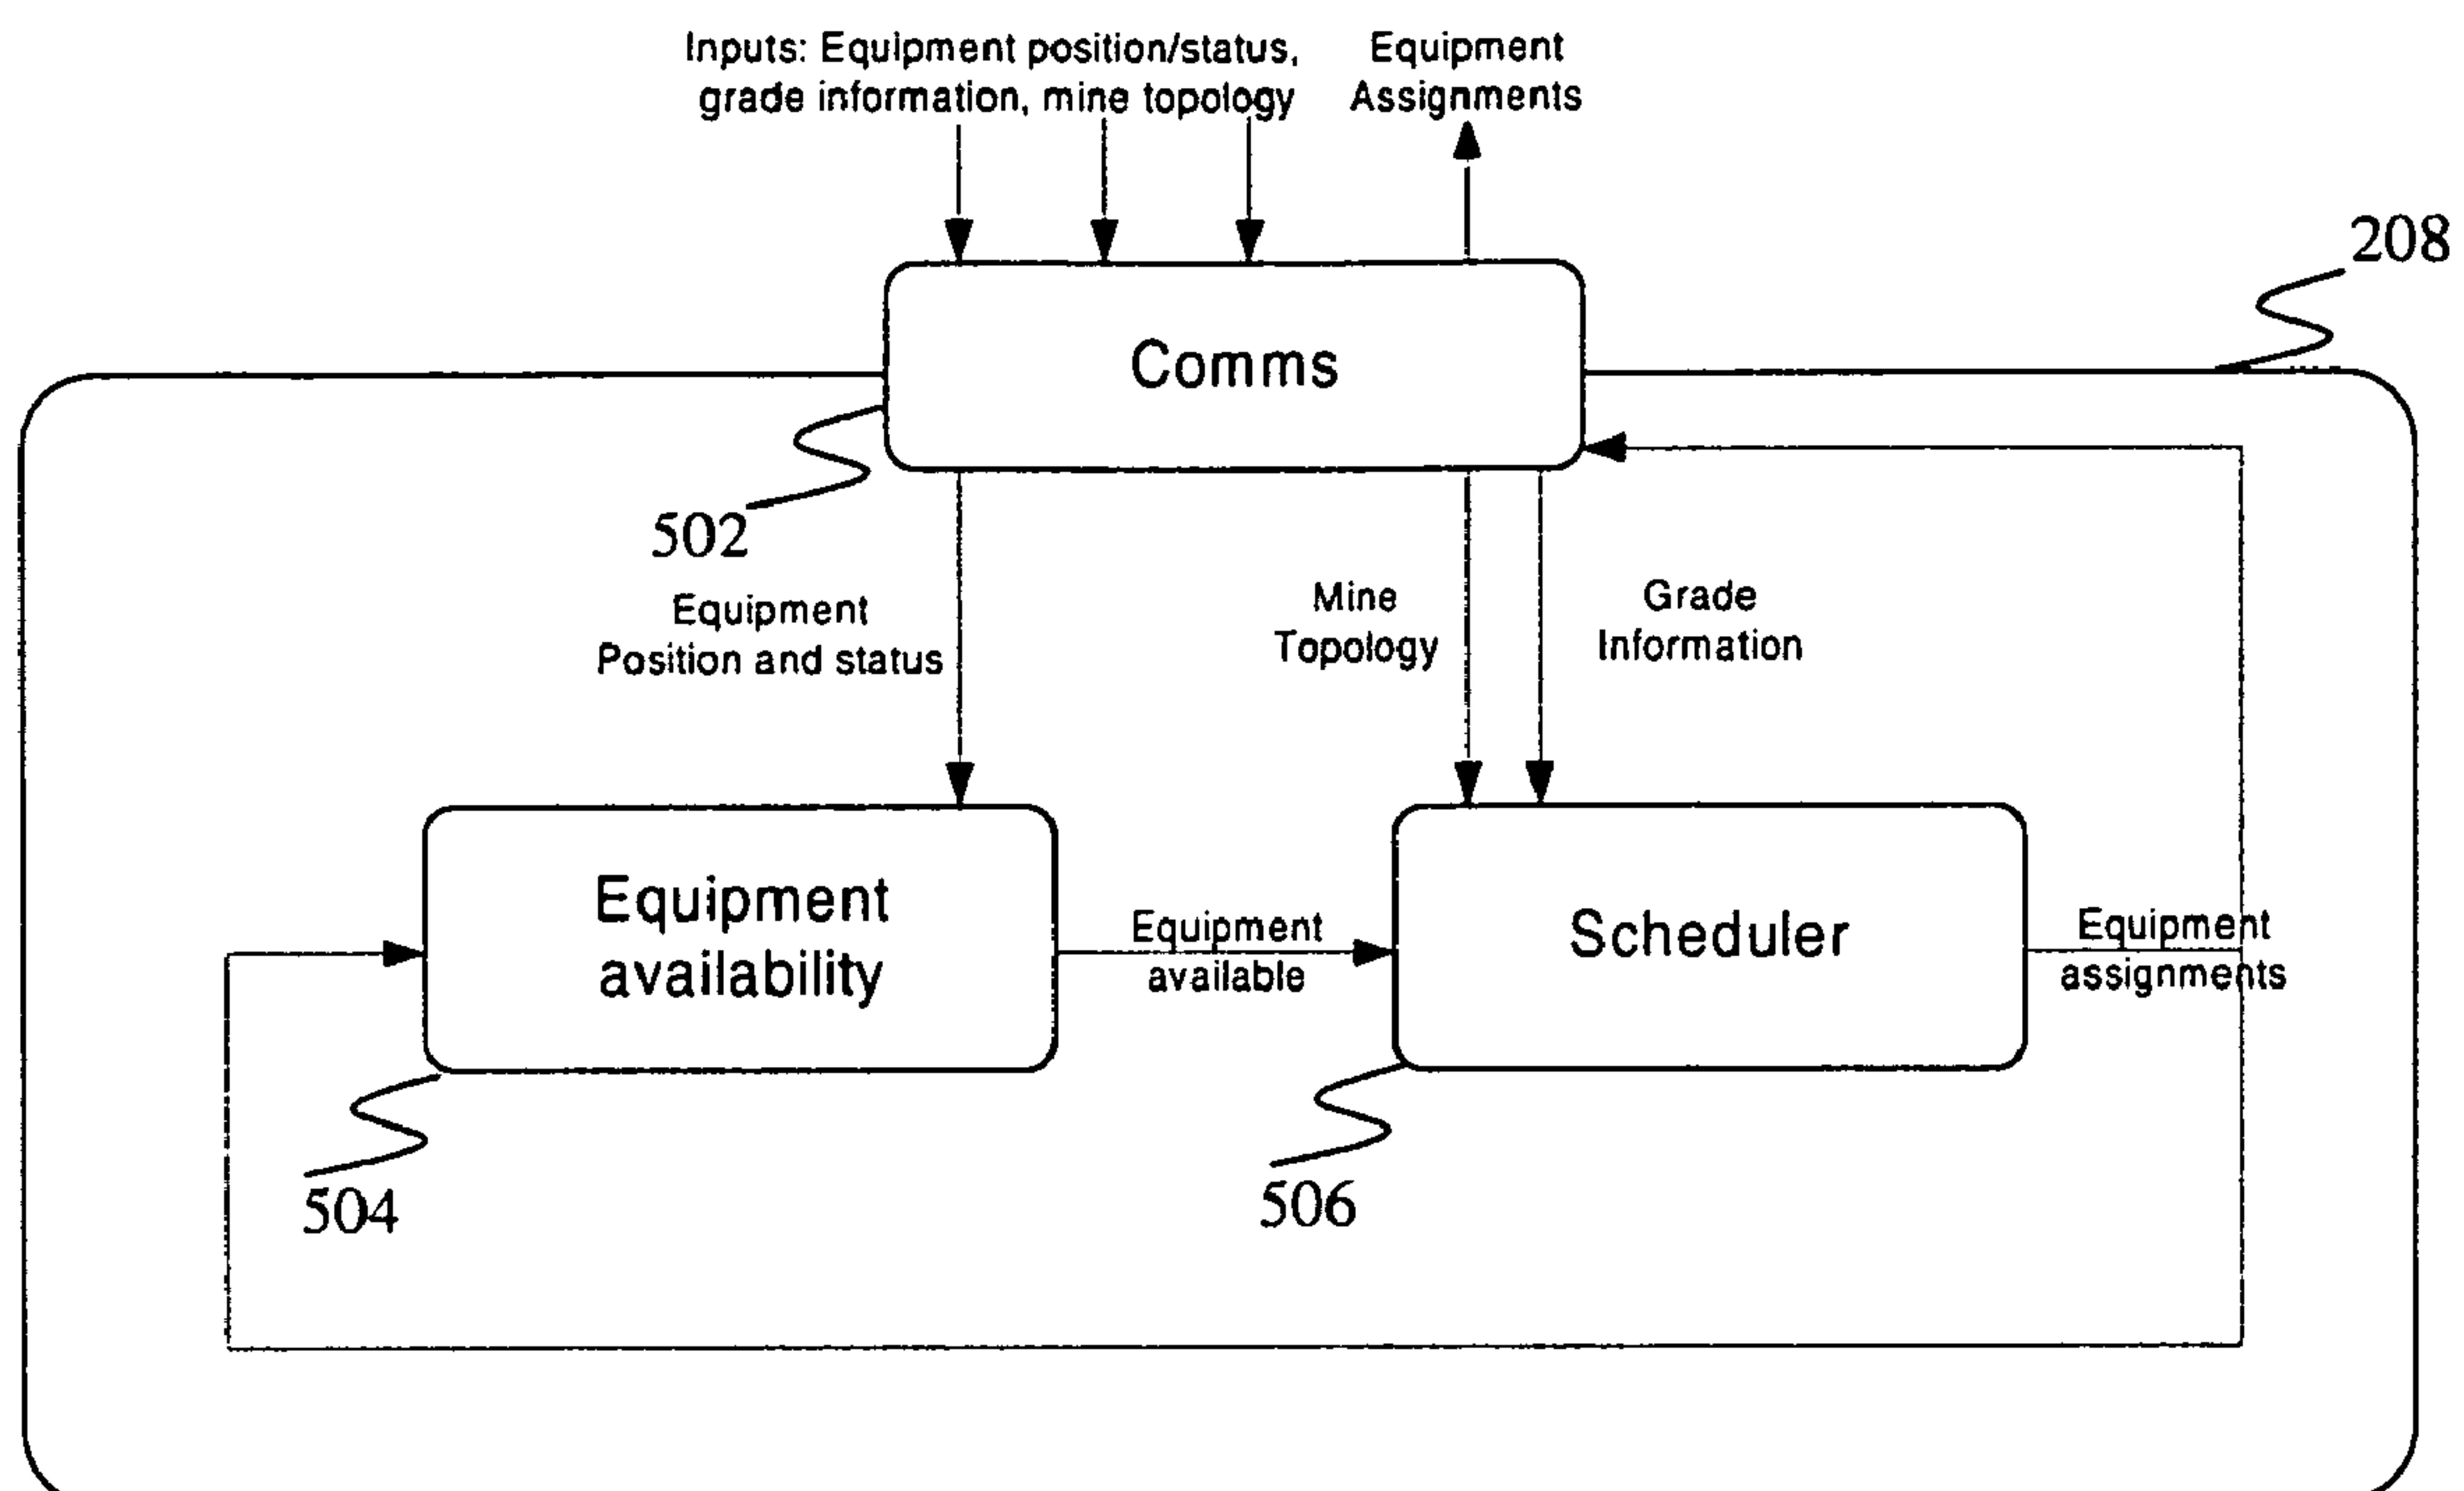 Inputs: Equipment position/status,
grade information, mine topology
Equipment
Assignments
208
Comms
502
Equipment
Position and status
Mine
Topology
Grade
Information
Equipment
availability
Equipment
available
Scheduler
Equipment
assignments
504
506